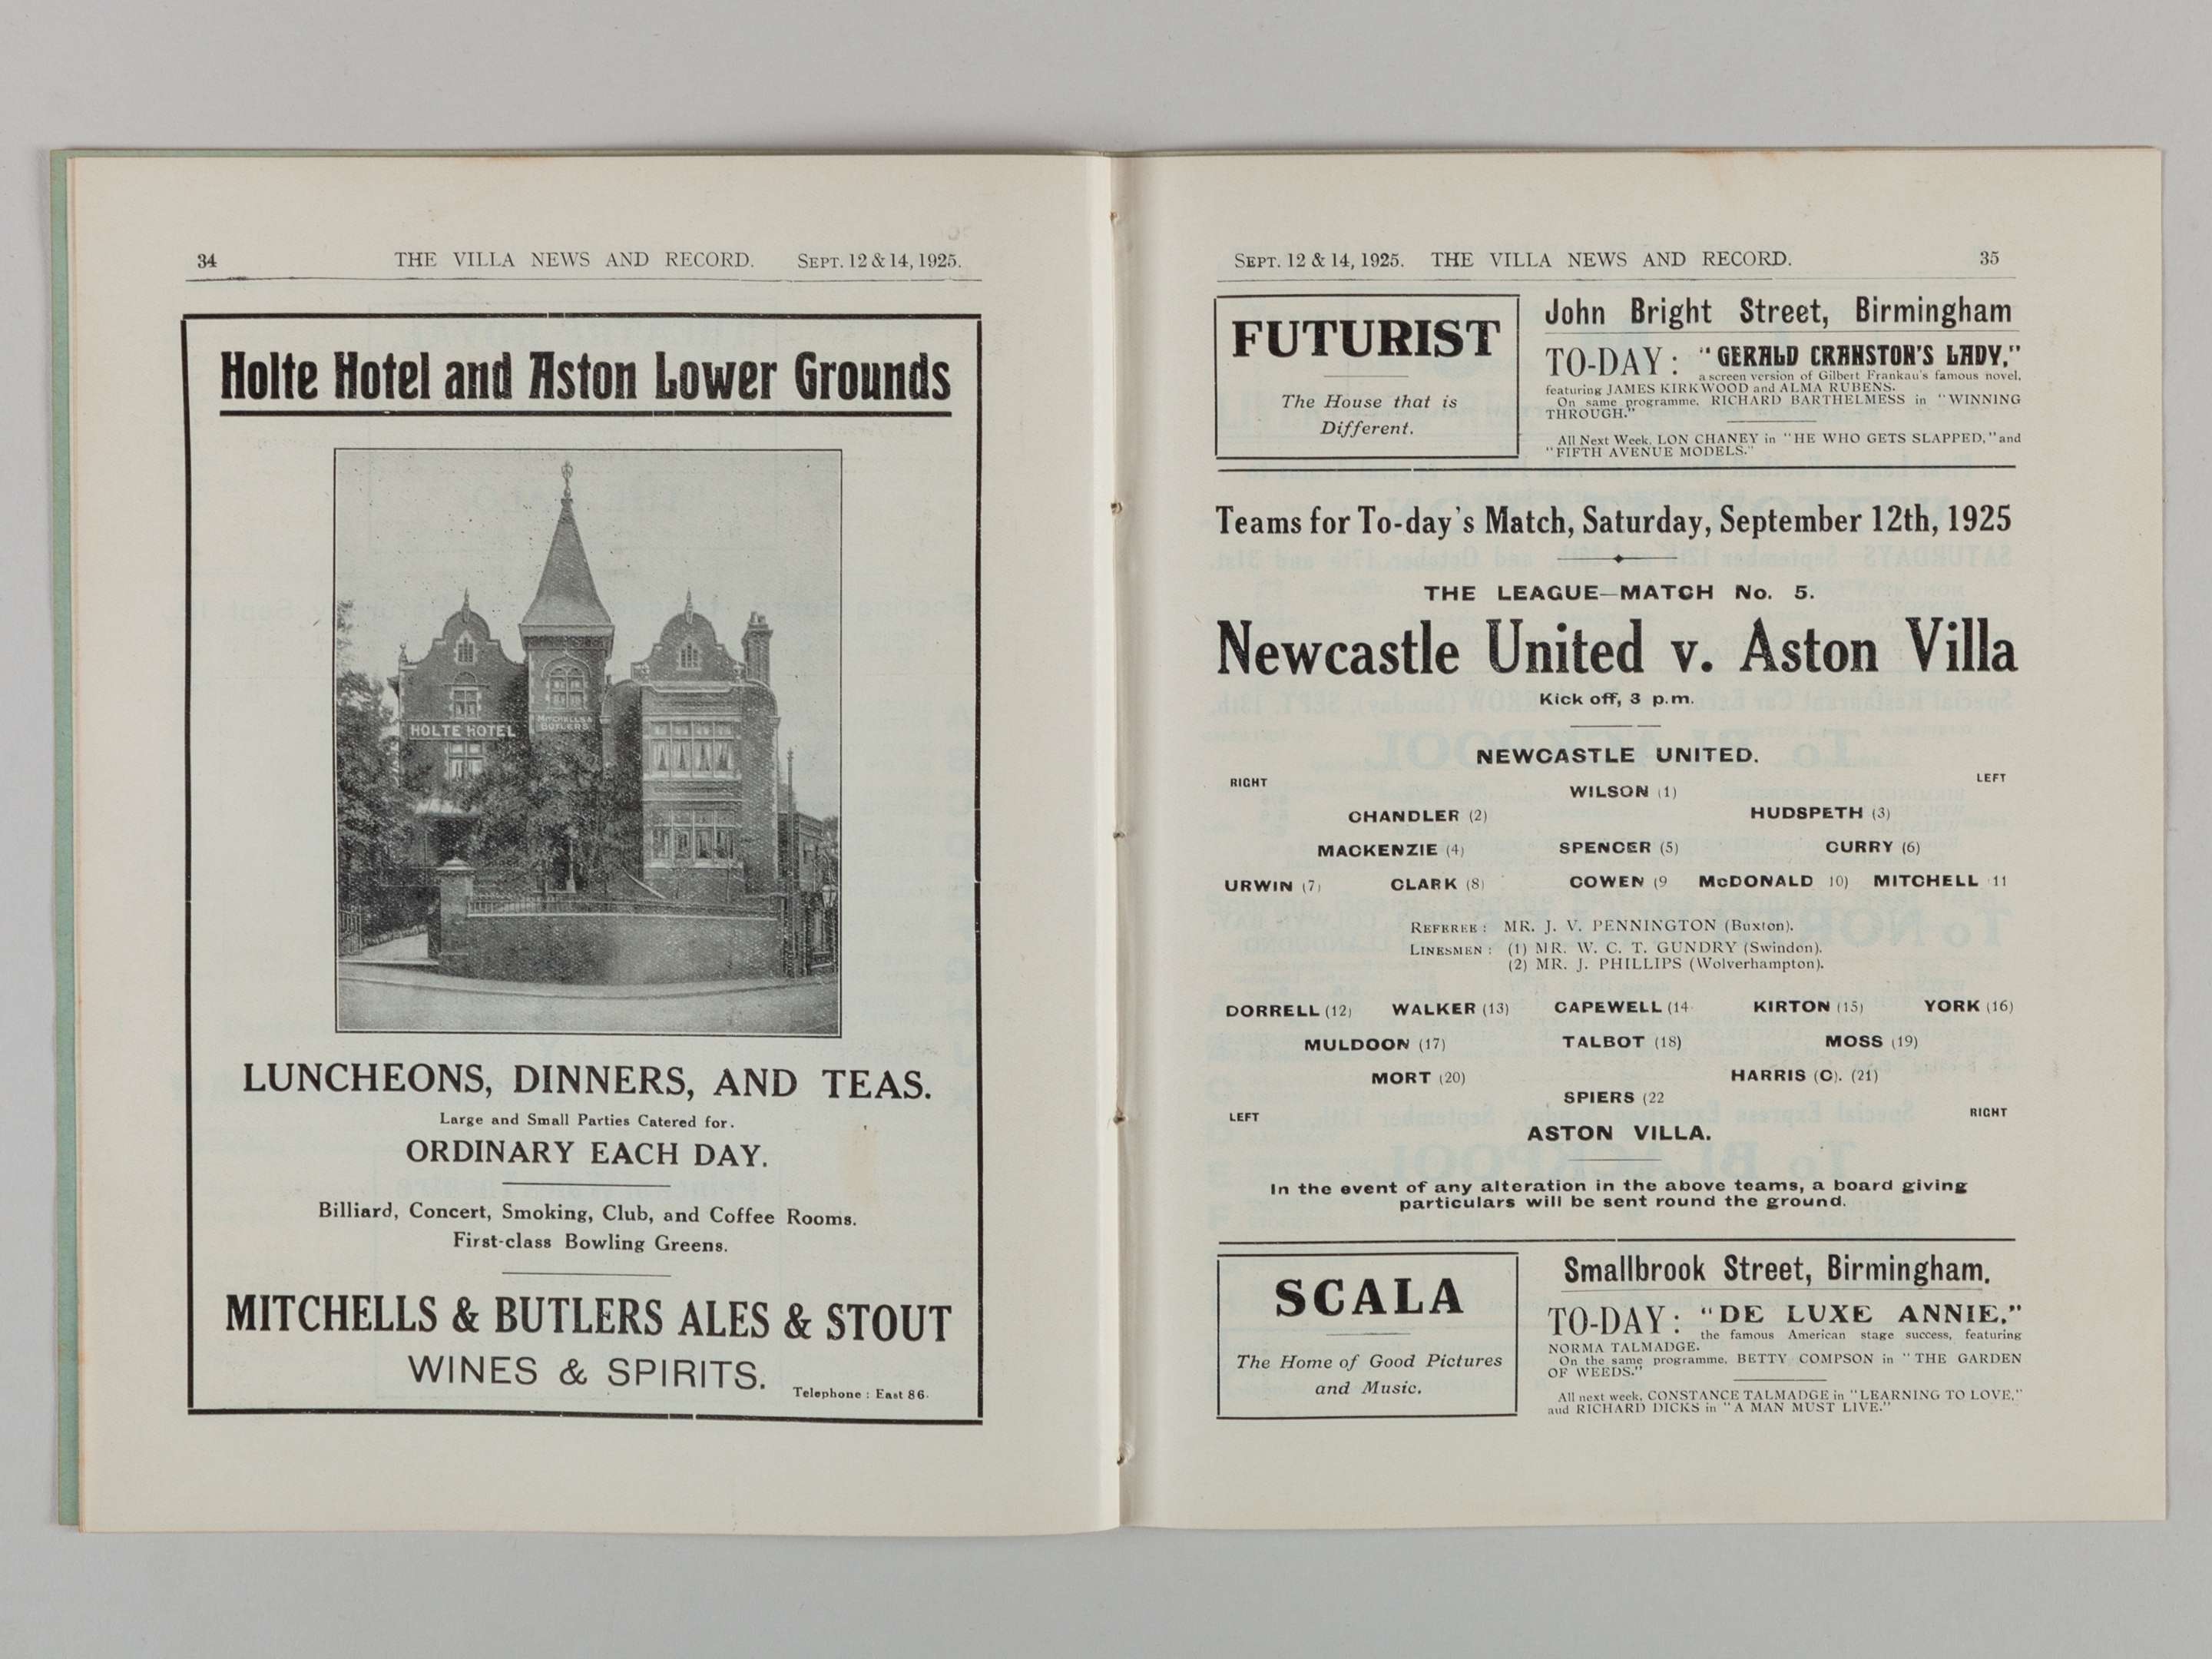 34 THE VILLA NEWS AND RECORD. SEPT. 12 & 14, 1925.
Holte Hotel and Aston Lower Grounds
HOLTE HOTEL
MITCHELLS &
BUTLERS
LUNCHEONS, DINNERS, AND TEAS.
Large and Small Parties Catered for.
ORDINARY EACH DAY.
Billiard, Concert, Smoking, Club, and Coffee Rooms.
First-class Bowling Greens.
MITCHELLS & BUTLERS ALES & STOUT
WINES & SPIRITS.
Telephone : East 86.
SEPT. 12 & 14, 1925. THE VILLA NEWS AND RECORD. 35
FUTURIST
The House that is
Different.
John Bright Street, Birmingham
TO-DAY: "GERALD CRANSTON'S LADY,"
a screen version of Gilbert Frankau's famous novel,
featuring JAMES KIRKWOOD and ALMA RUBENS.
On same programme, RICHARD BARTHELMESS in "WINNING
THROUGH."
All Next Week, LON CHANEY in "HE WHO GETS SLAPPED," and
"FIFTH AVENUE MODELS."
Teams for To-day's Match, Saturday, September 12th, 1925
THE LEAGUE—MATCH No. 5.
Newcastle United v. Aston Villa
Kick off, 3 p.m.
NEWCASTLE UNITED.
RIGHT LEFT
WILSON (1)
CHANDLER (2) HUDSPETH (3)
MACKENZIE (4) SPENCER (5) CURRY (6)
URWIN (7) CLARK (8) COWEN (9 McDONALD 10) MITCHELL 11
REFEREE : MR. J. V. PENNINGTON (Buxton).
LINESMEN : (1) MR. W. C. T. GUNDRY (Swindon).
(2) MR. J. PHILLIPS (Wolverhampton).
DORRELL (12) WALKER (13) CAPEWELL (14 KIRTON (15) YORK (16)
MULDOON (17) TALBOT (18) MOSS (19)
MORT (20) HARRIS (C). (21)
SPIERS (22
LEFT RIGHT
ASTON VILLA.
In the event of any alteration in the above teams, a board giving
particulars will be sent round the ground.
SCALA
The Home of Good Pictures
and Music.
Smallbrook Street, Birmingham.
TO-DAY: "DE LUXE ANNIE,"
the famous American stage success, featuring
NORMA TALMADGE.
On the same programme, BETTY COMPSON in "THE GARDEN
OF WEEDS."
All next week, CONSTANCE TALMADGE in "LEARNING TO LOVE,"
and RICHARD DICKS in "A MAN MUST LIVE."